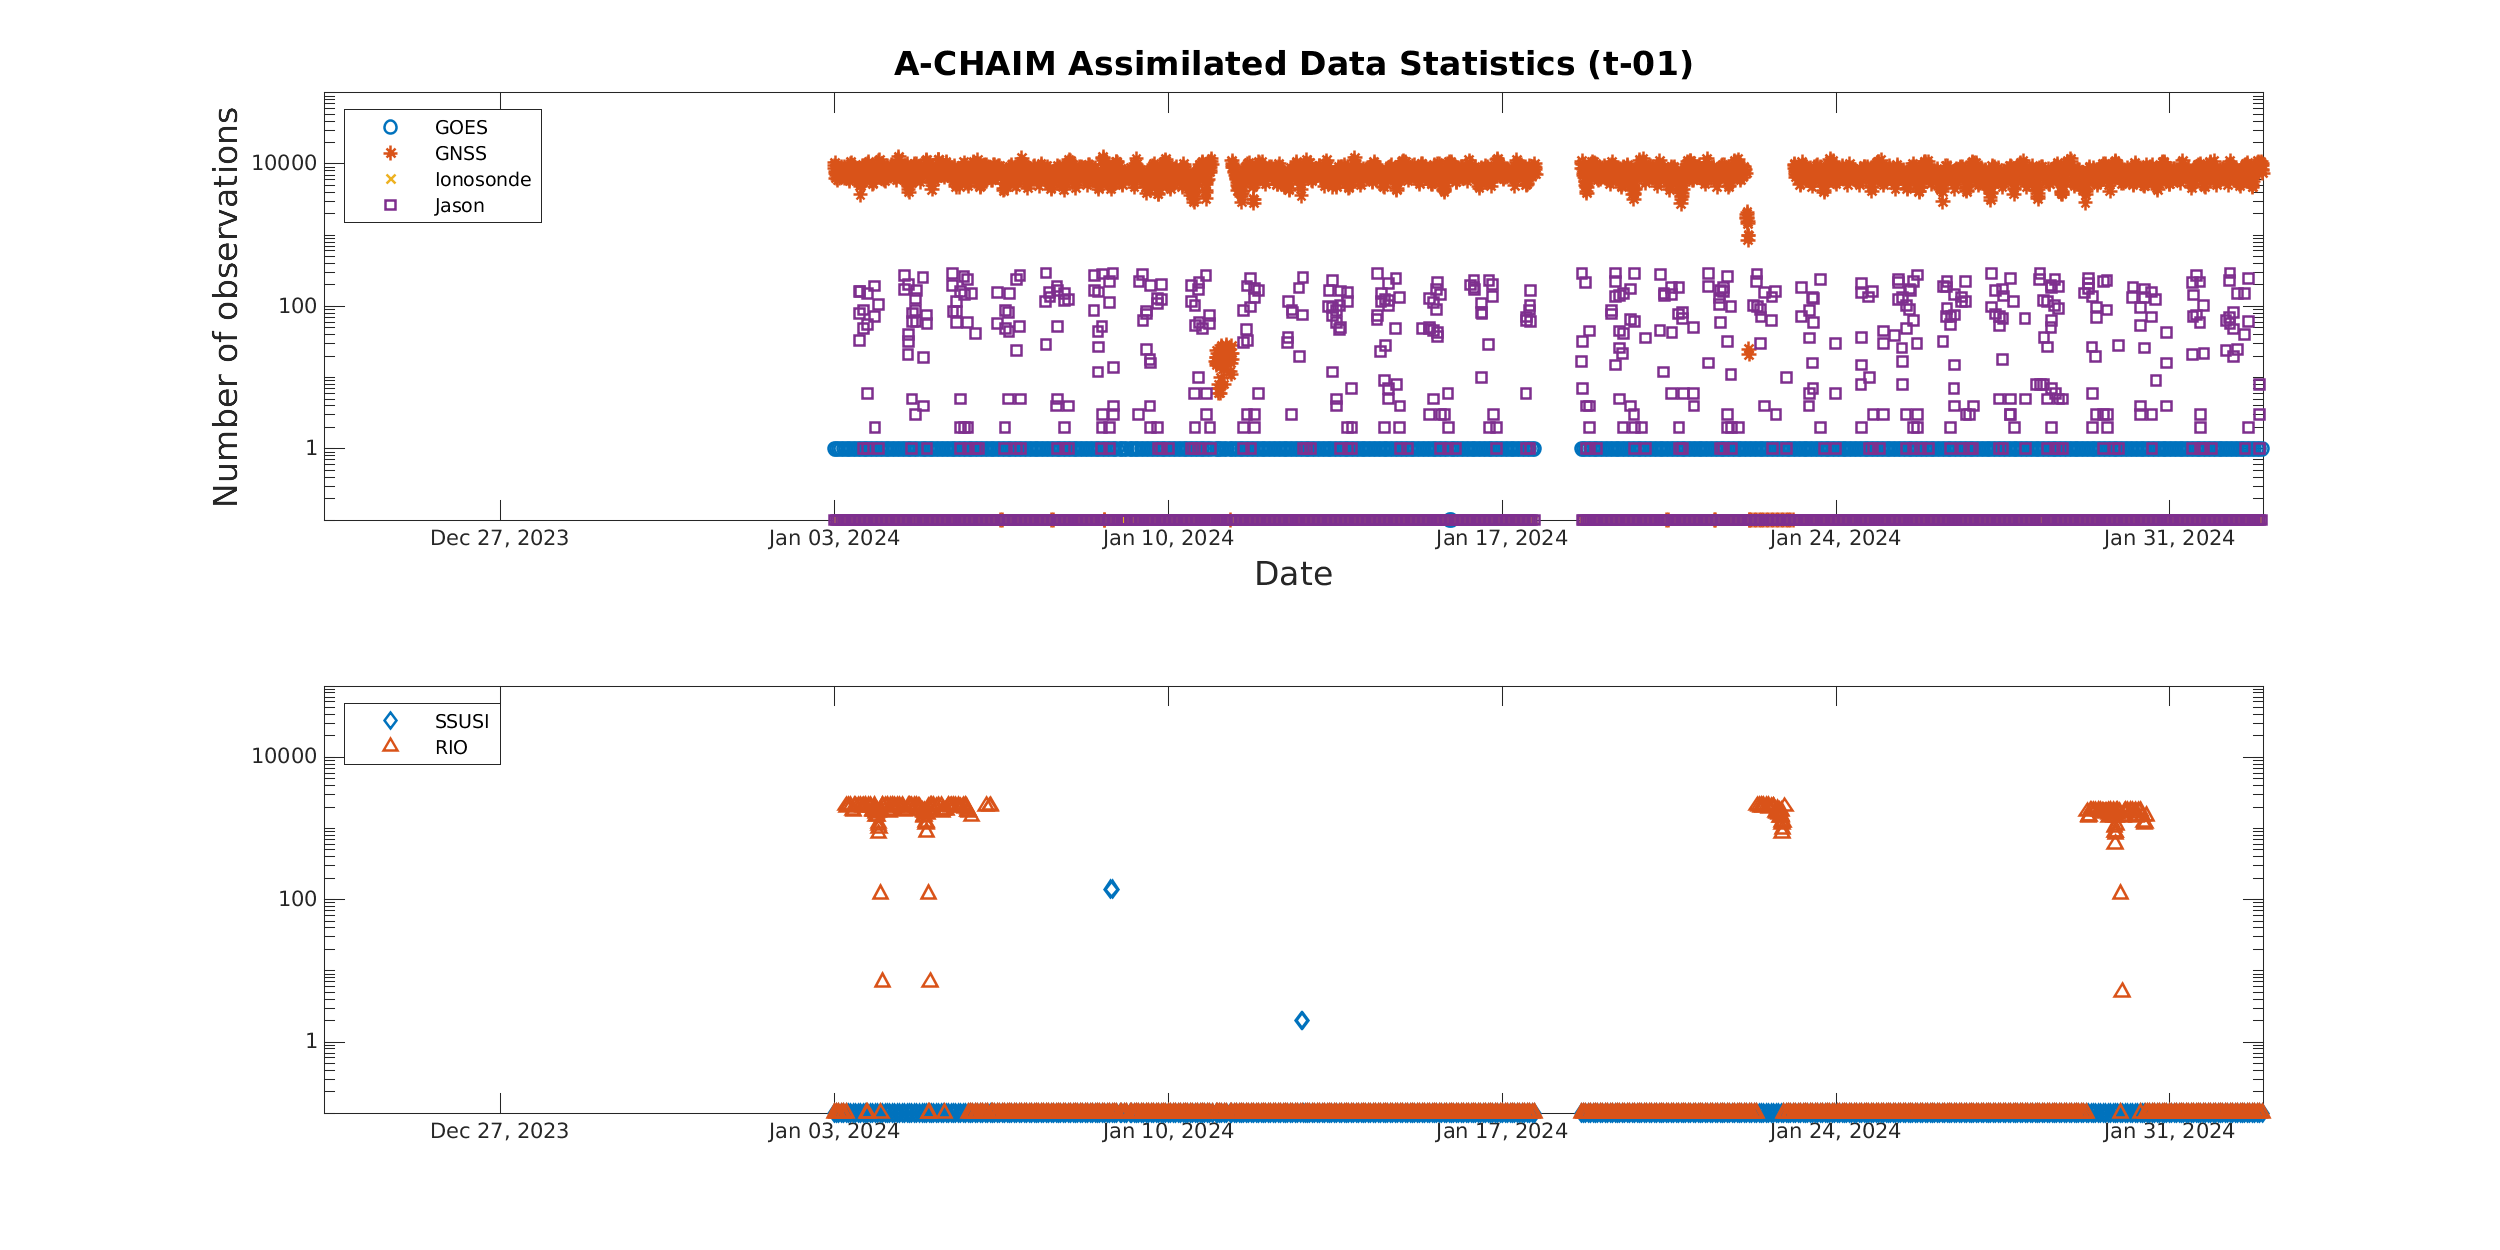 A-CHAIM Assimilated Data Statistics (t-01)
Number of observations
GOES
GNSS
Ionosonde
Jason
10000
100
1
Dec 27, 2023
Jan 03, 2024
Jan 10, 2024
Jan 17, 2024
Jan 24, 2024
Jan 31, 2024
Date
SSUSI
RIO
10000
100
1
Dec 27, 2023
Jan 03, 2024
Jan 10, 2024
Jan 17, 2024
Jan 24, 2024
Jan 31, 2024